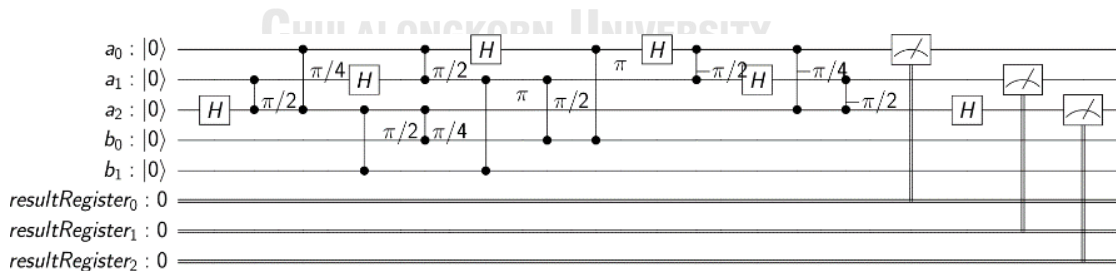 CHULALONGKORN UNIVERSITY
a₀ : |0⟩ π/4 π/2 H π H −π/2 −π/4
a₁ : |0⟩ π/2 H π π/2 H −π/2
a₂ : |0⟩ H π/2 π/4 H
b₀ : |0⟩
b₁ : |0⟩
resultRegister₀ : 0
resultRegister₁ : 0
resultRegister₂ : 0